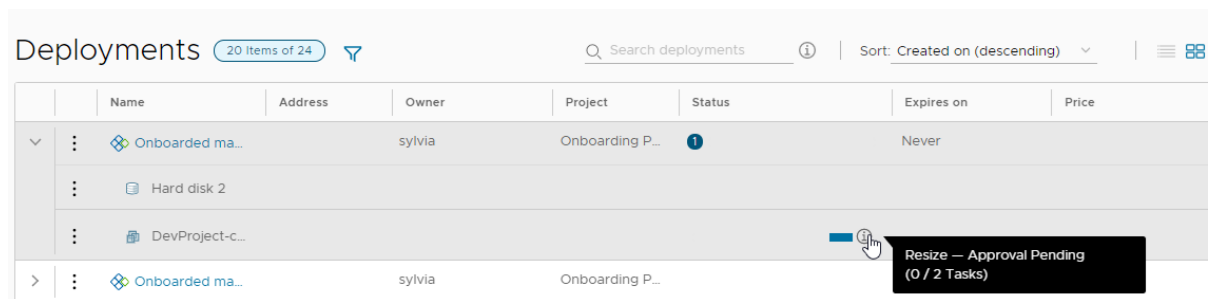 Deployments 20 Items of 24 Search deployments Sort: Created on (descending)
Name Address Owner Project Status Expires on Price
Onboarded ma... sylvia Onboarding P... 1 Never
Hard disk 2
DevProject-c...
Resize — Approval Pending
(0 / 2 Tasks)
Onboarded ma... sylvia Onboarding P...